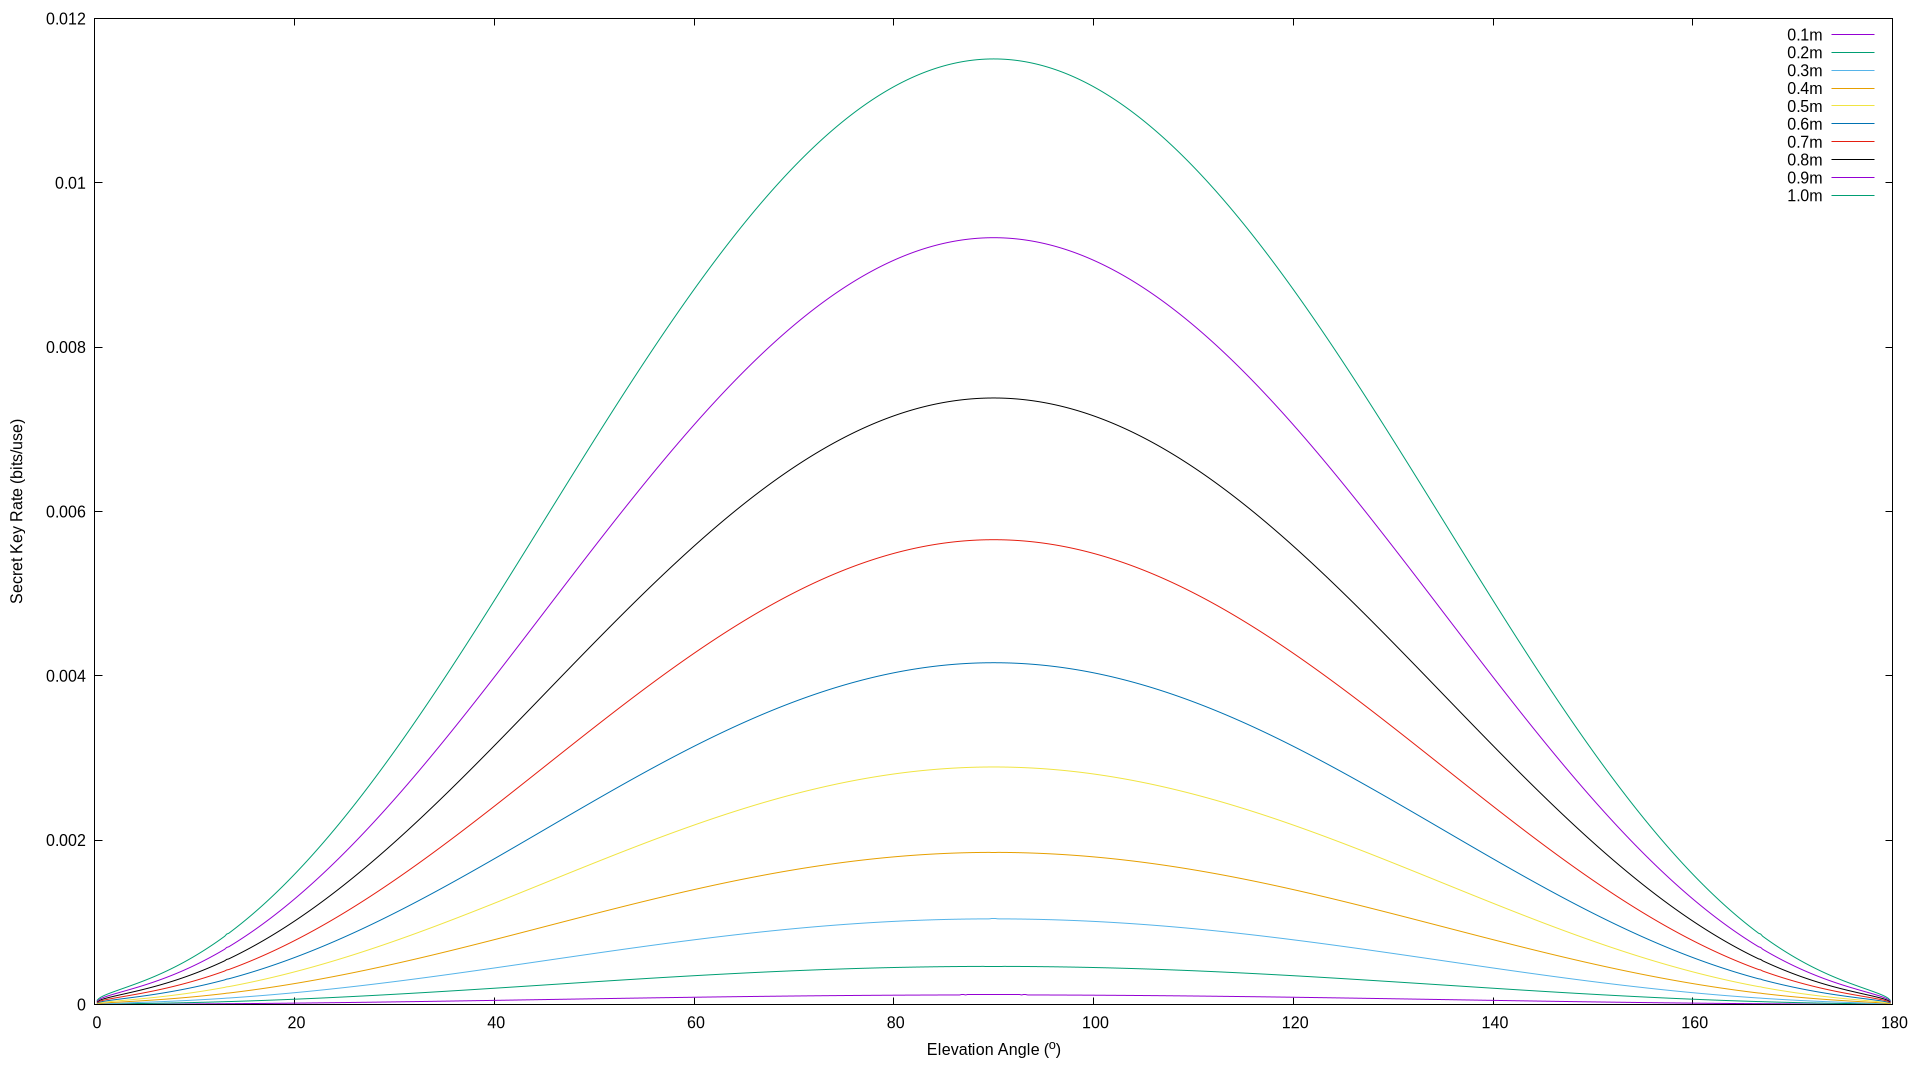 0.012
0.01
0.008
0.006
0.004
0.002
0
0 20 40 60 80 100 120 140 160 180
Secret Key Rate (bits/use)
Elevation Angle (º)
0.1m
0.2m
0.3m
0.4m
0.5m
0.6m
0.7m
0.8m
0.9m
1.0m